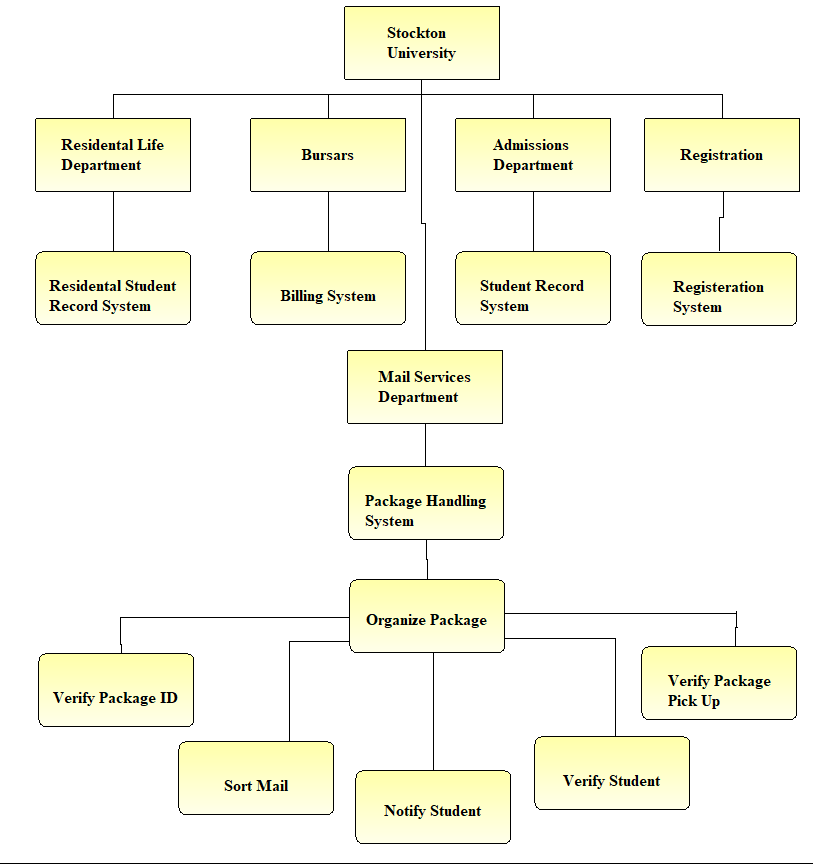 Stockton
University
Residental Life
Department
Bursars
Admissions
Department
Registration
Residental Student
Record System
Billing System
Student Record
System
Registeration
System
Mail Services
Department
Package Handling
System
Organize Package
Verify Package ID
Verify Package
Pick Up
Sort Mail
Notify Student
Verify Student